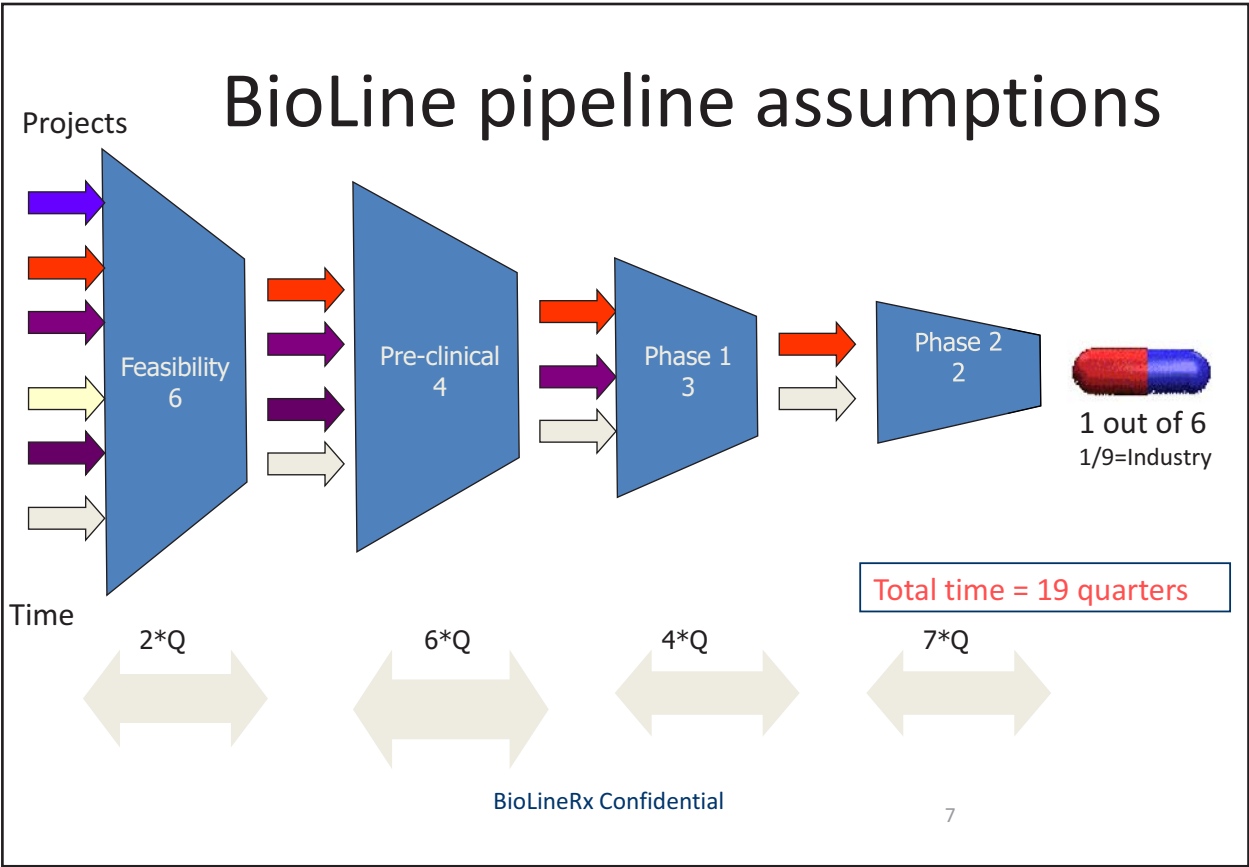 BioLine pipeline assumptions
Projects
Feasibility
6
Pre-clinical
4
Phase 1
3
Phase 2
2
1 out of 6
1/9=Industry
Total time = 19 quarters
Time
2*Q
6*Q
4*Q
7*Q
BioLineRx Confidential
7